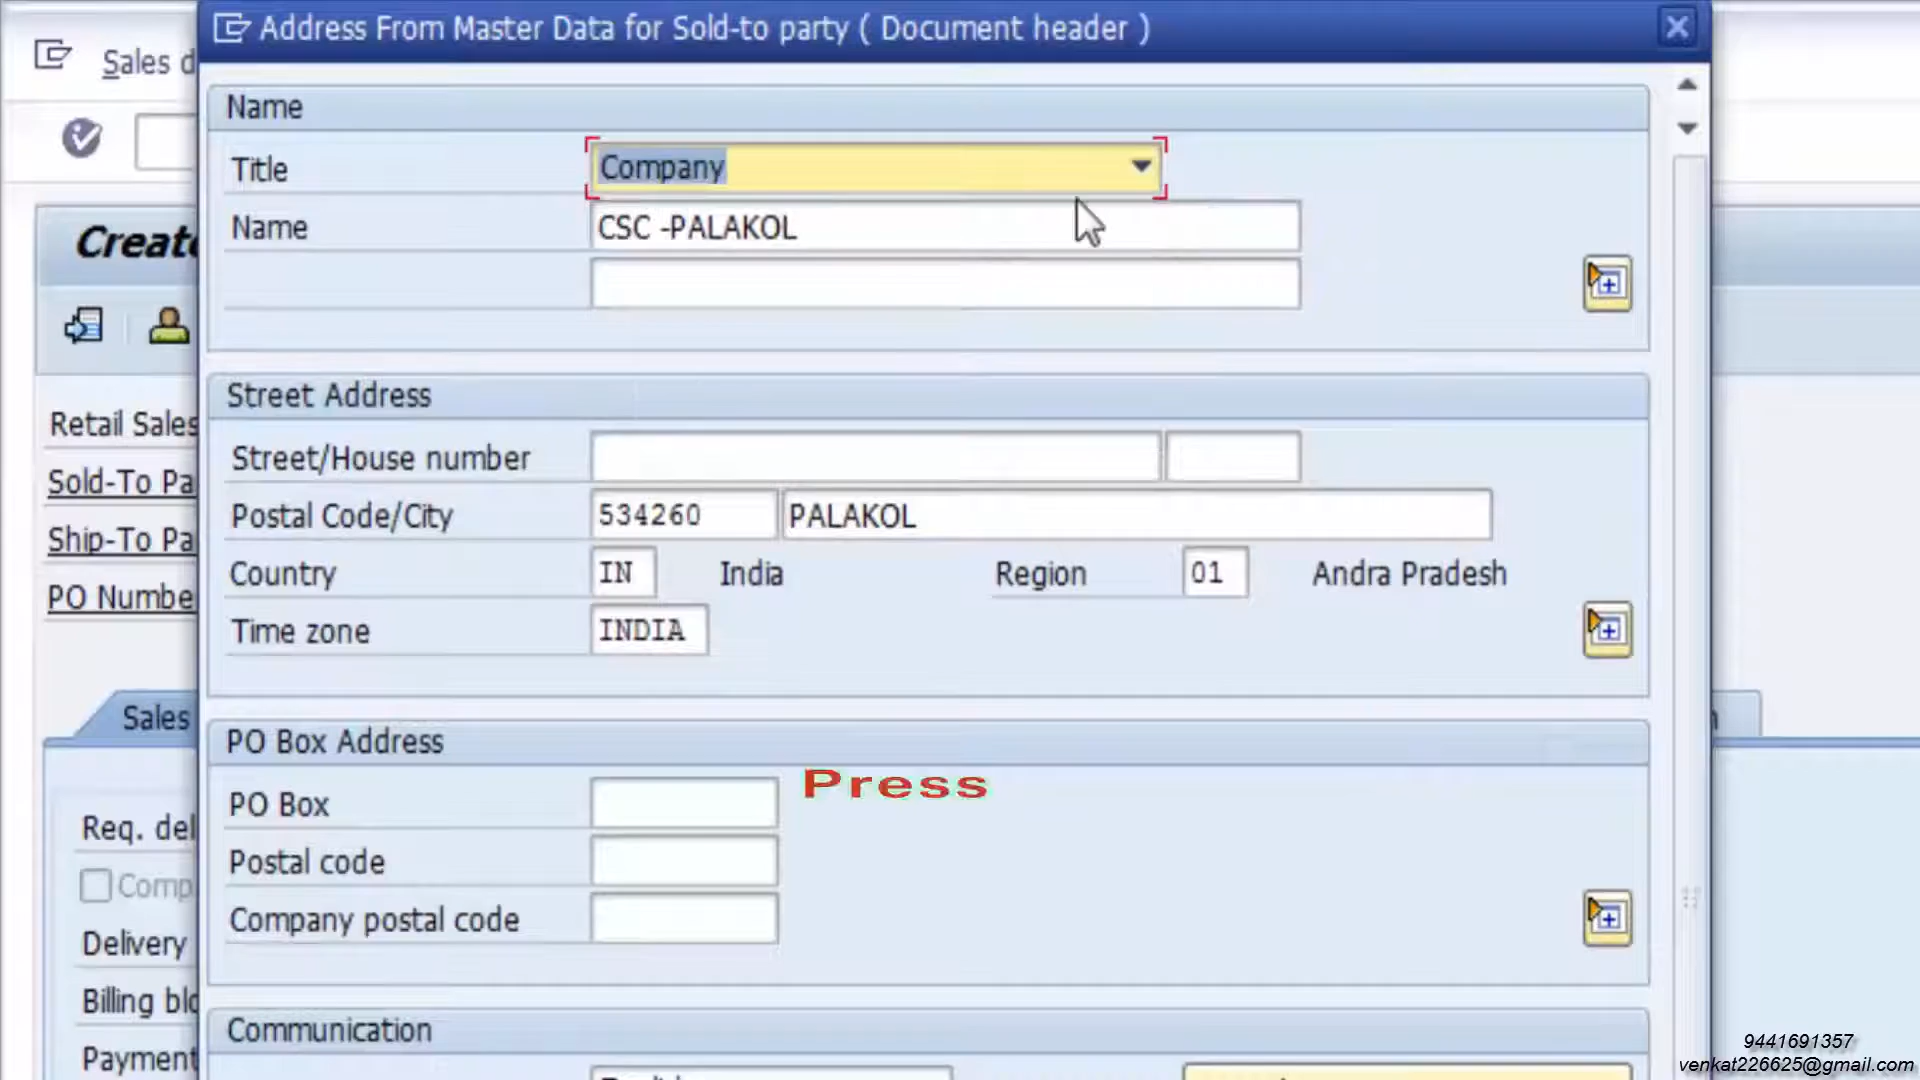 Address From Master Data for Sold-to party ( Document header )
Sales d
Name
Title Company
Name CSC -PALAKOL
Create
Street Address
Retail Sales
Street/House number
Sold-To Pa
Postal Code/City 534260 PALAKOL
Ship-To Pa
Country IN India Region 01 Andra Pradesh
PO Numbe
Time zone INDIA
Sales
PO Box Address
Press
PO Box
Req. del
Postal code
Comp
Company postal code
Delivery
Billing blo
Communication
Payment
9441691357
venkat226625@gmail.com